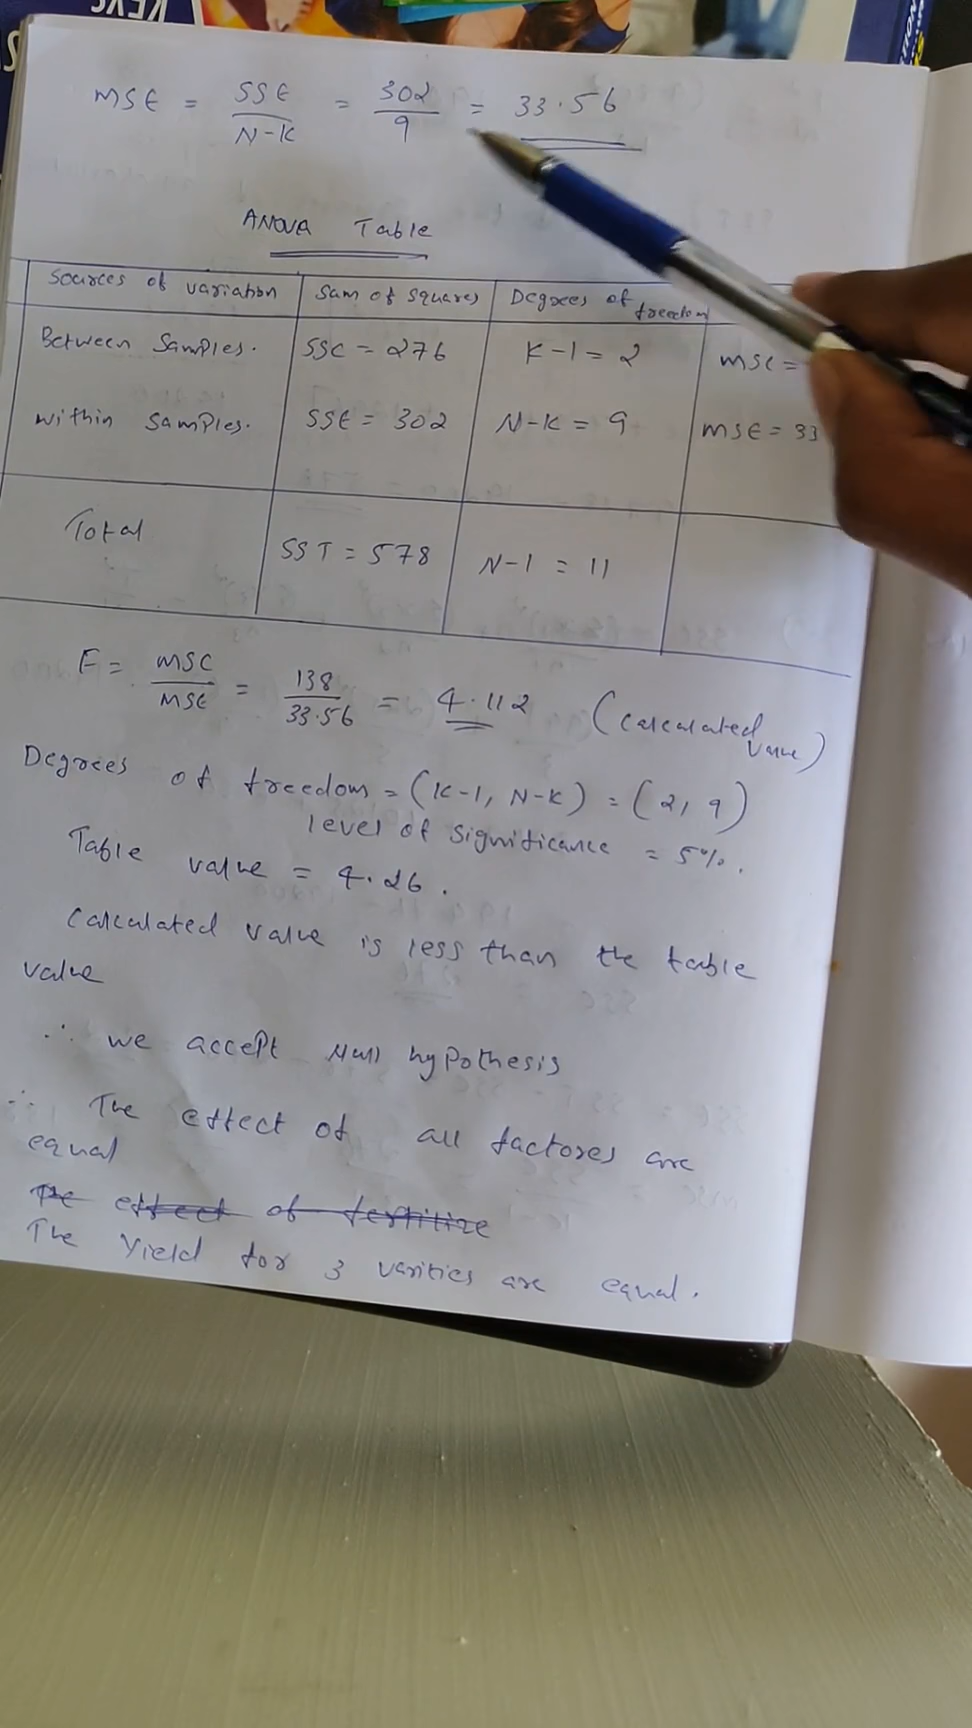 KEYS
MSE = SSE / N-K = 302 / 9 = 33.56
ANOVA Table
Sources of variation Sam of squares Degrees of freedom
Between Samples. SSC = 276 K-1 = 2 MSC =
within samples. SSE = 302 N-K = 9 MSE = 33
Total SST = 578 N-1 = 11
F = MSC / MSE = 138 / 33.56 = 4.112 (Calculated value)
Degrees of freedom = (K-1, N-K) = (2, 9)
level of significance = 5%.
Table value = 4.26.
Calculated value is less than the table
value
∴ we accept Null hypothesis
∴ The effect of all factores are
equal
The effect of fertilize
The Yield for 3 varities are equal.